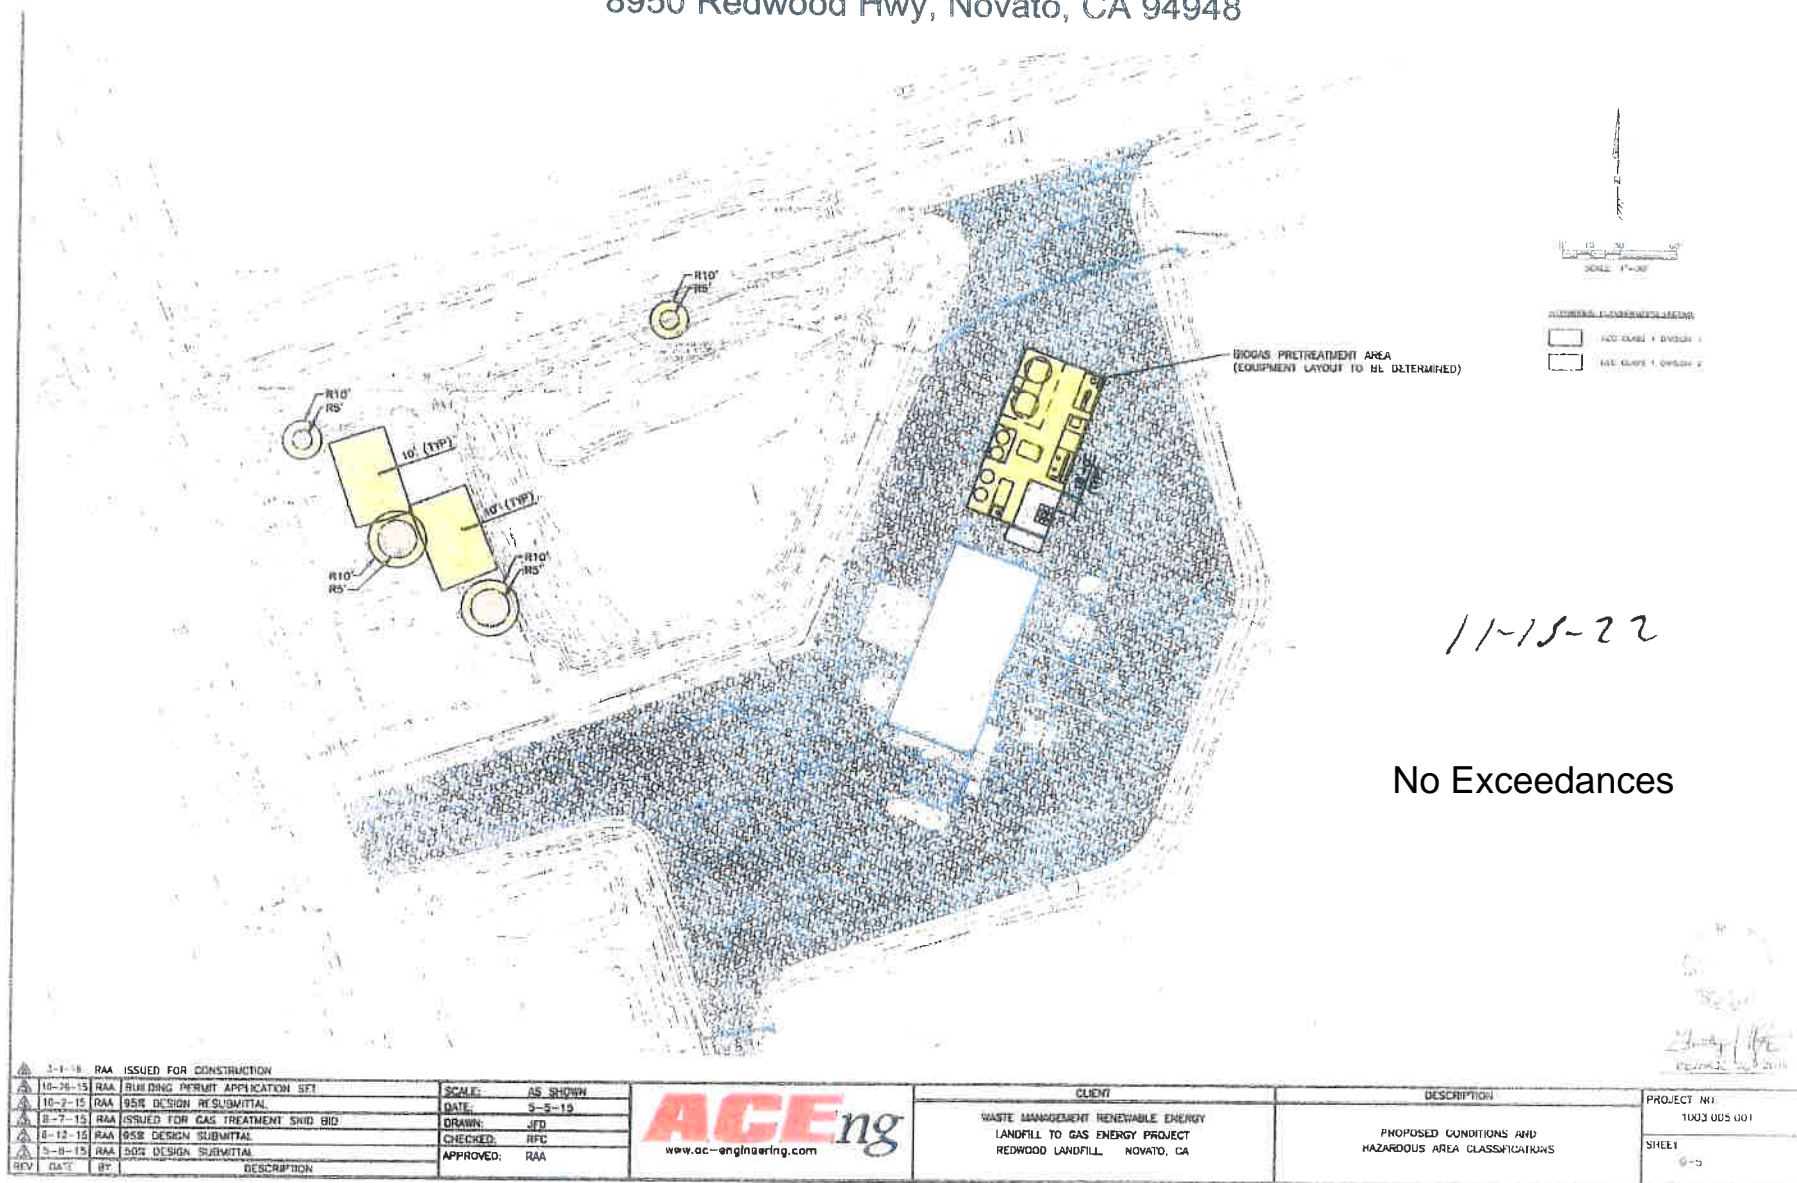 8950 Redwood Hwy, Novato, CA 94948
R10'
R5'
R10'
R5'
10' (TYP)
10' (TYP)
R10'
R5'
R10'
R5'
BIOGAS PRETREATMENT AREA
(EQUIPMENT LAYOUT TO BE DETERMINED)
SCALE 1"=30'
11-15-22
No Exceedances
RAA ISSUED FOR CONSTRUCTION
10-26-15 RAA BUILDING PERMIT APPLICATION SET
10-2-15 RAA 95% DESIGN RESUBMITTAL
8-7-15 RAA ISSUED FOR GAS TREATMENT SKID BID
6-12-15 RAA 95% DESIGN SUBMITTAL
5-8-15 RAA 50% DESIGN SUBMITTAL
REV DATE BY DESCRIPTION
SCALE: AS SHOWN
DATE: 5-5-15
DRAWN: JFD
CHECKED: RFC
APPROVED: RAA
ACEng
www.ac-engineering.com
CLIENT
WASTE MANAGEMENT RENEWABLE ENERGY
LANDFILL TO GAS ENERGY PROJECT
REDWOOD LANDFILL NOVATO, CA
DESCRIPTION
PROPOSED CONDITIONS AND
HAZARDOUS AREA CLASSIFICATIONS
PROJECT NO.
1003 005 001
SHEET